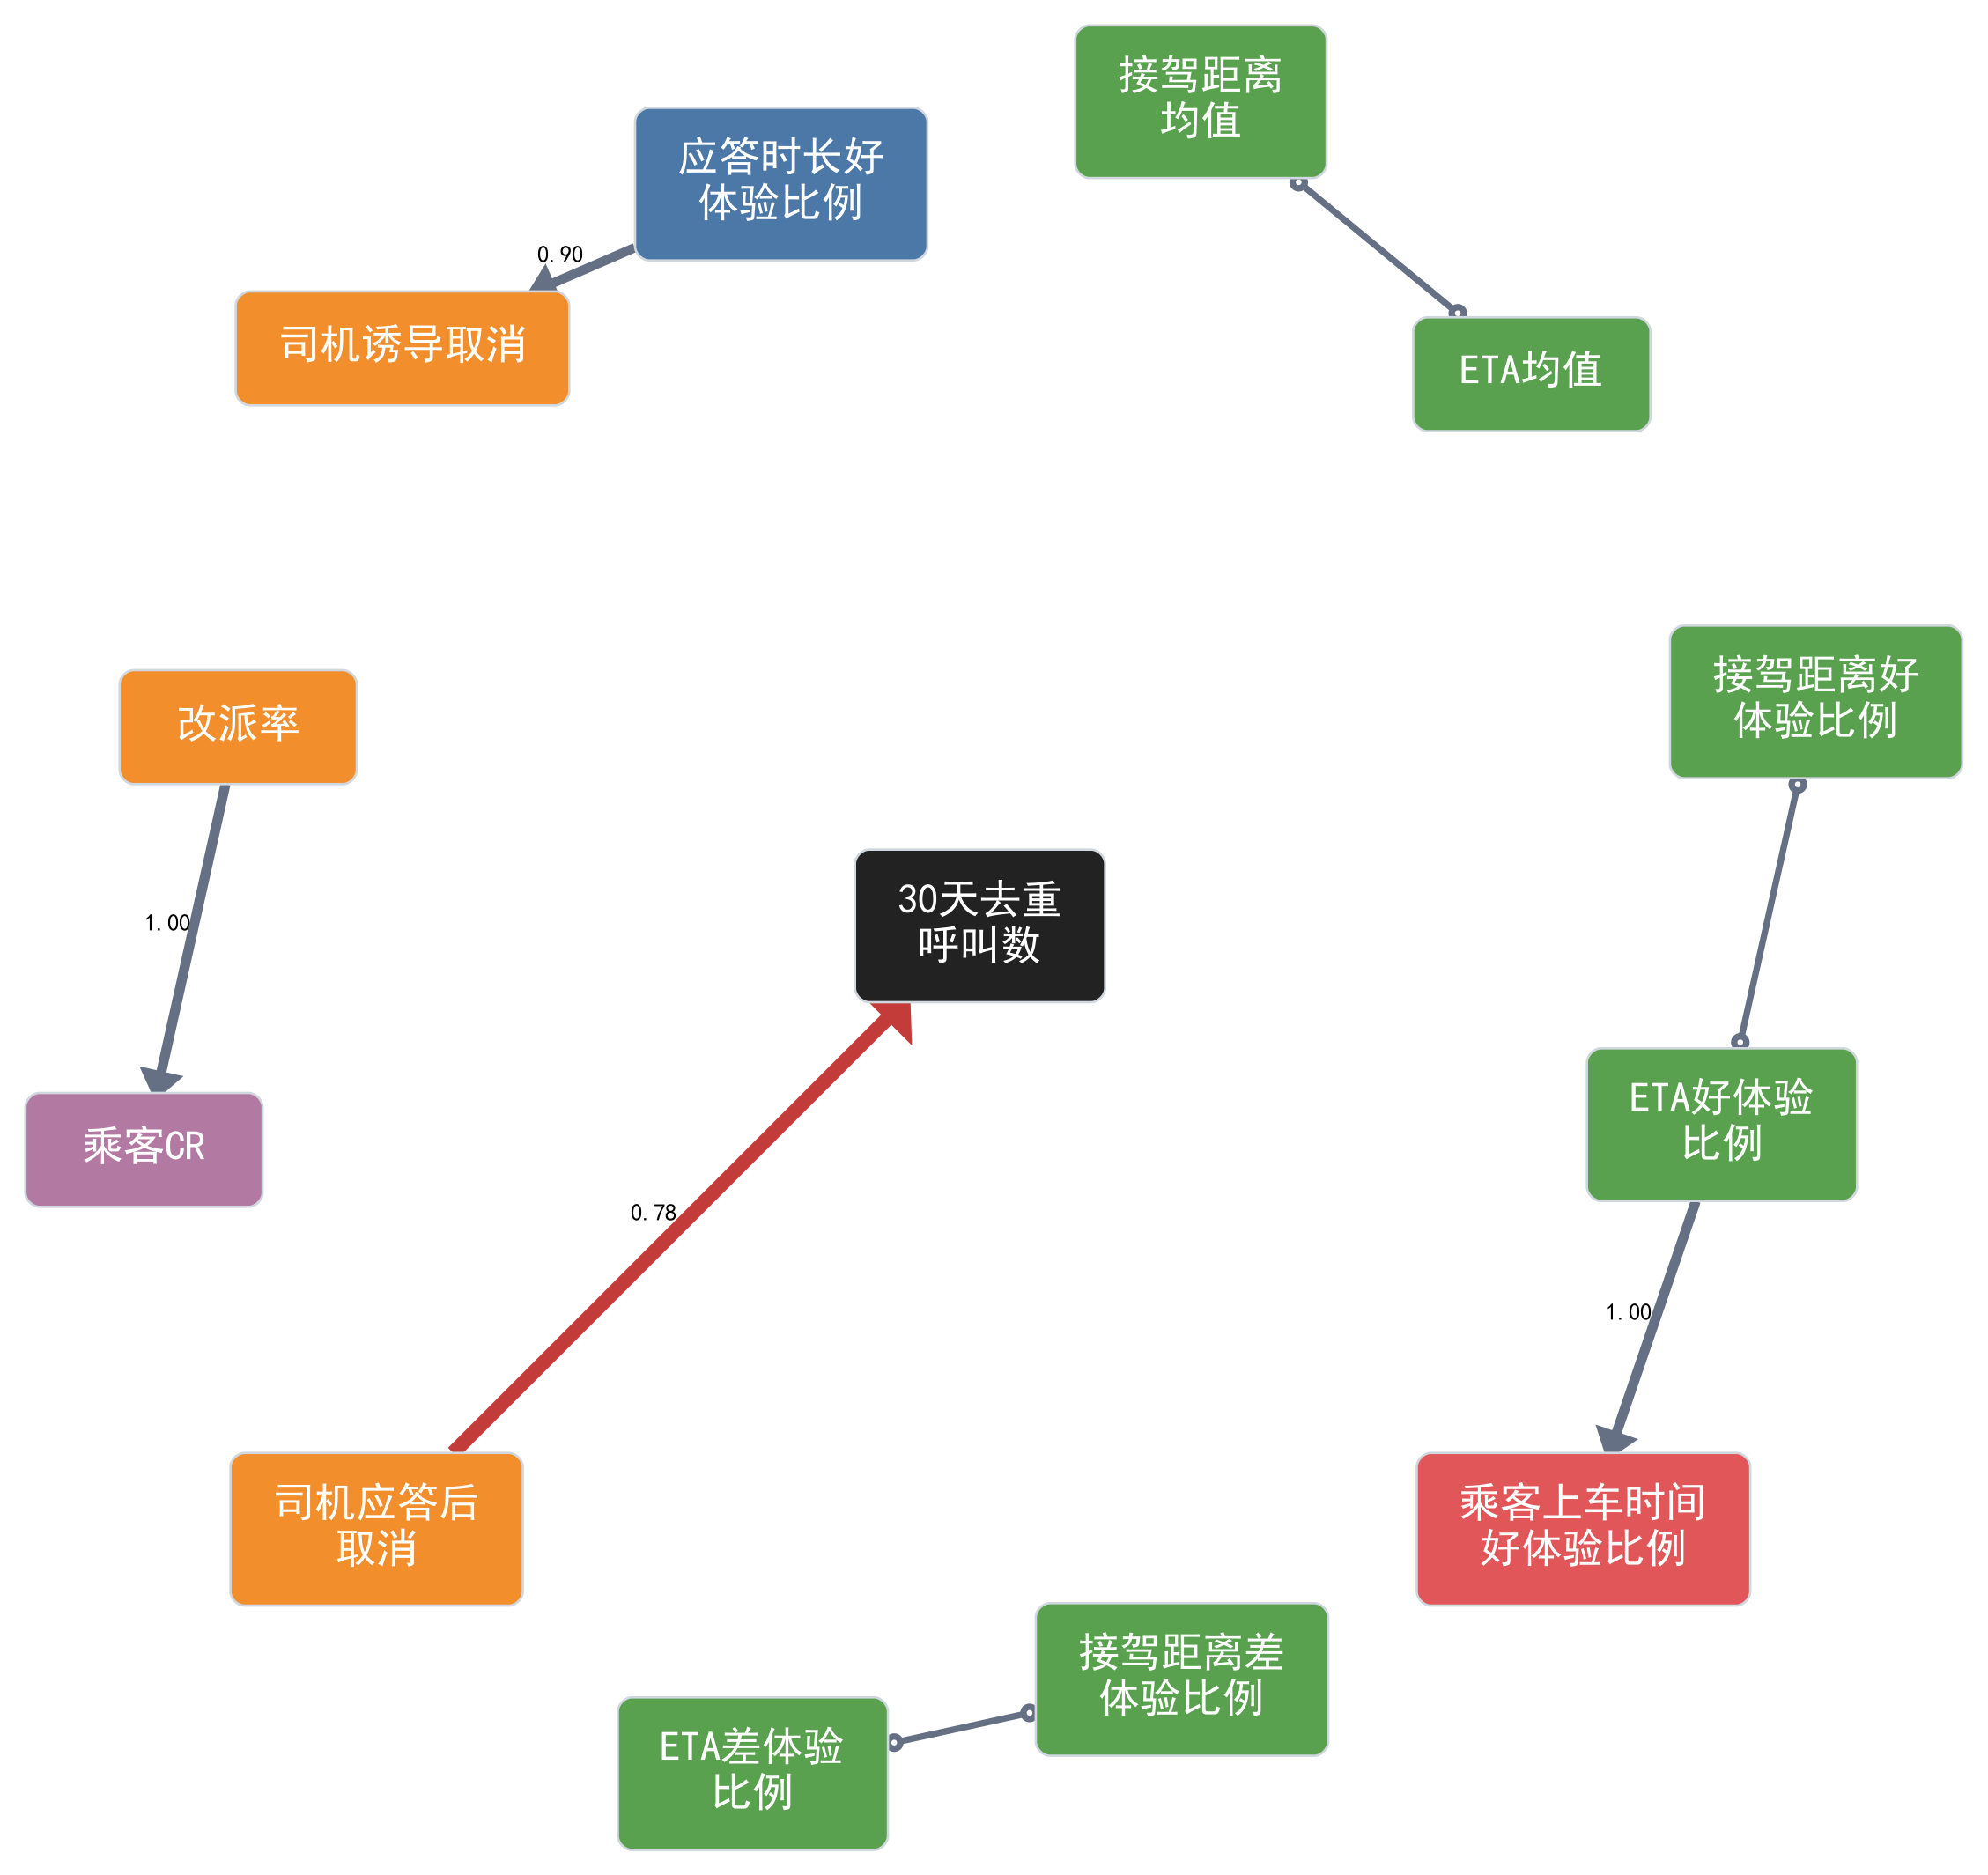 接驾距离
均值
应答时长好
体验比例
0.90
司机诱导取消
ETA均值
接驾距离好
体验比例
改派率
30天去重
呼叫数
1.00
ETA好体验
比例
乘客CR
0.78
1.00
司机应答后
取消
乘客上车时间
好体验比例
接驾距离差
体验比例
ETA差体验
比例